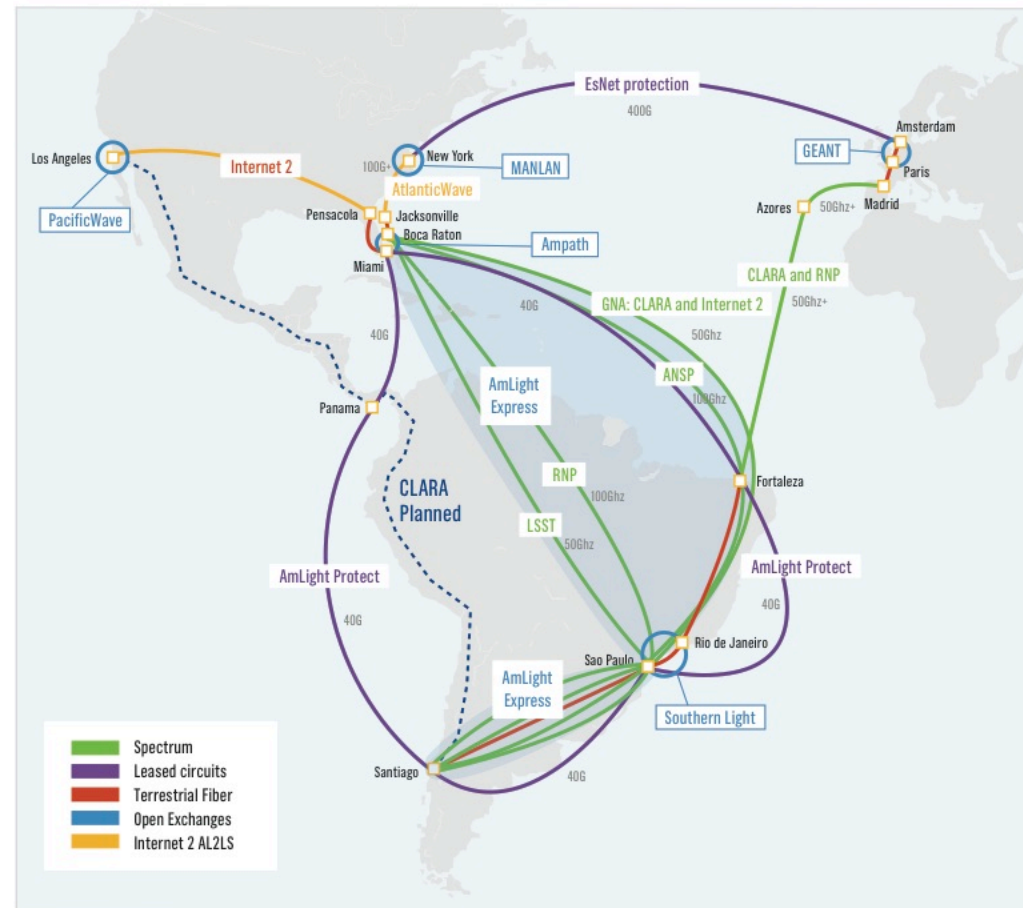 EsNet protection
400G
Amsterdam
GEANT
Paris
Madrid
Azores
50Ghz+
Los Angeles
PacificWave
Internet 2
100G+
New York
MANLAN
AtlanticWave
Pensacola
Jacksonville
Boca Raton
Ampath
Miami
CLARA and RNP
50Ghz+
GNA: CLARA and Internet 2
40G
40G
50Ghz
ANSP
100Ghz
AmLight
Express
Panama
RNP
Fortaleza
CLARA
Planned
100Ghz
LSST
50Ghz
AmLight Protect
AmLight Protect
40G
40G
Rio de Janeiro
Sao Paulo
AmLight
Express
Southern Light
Santiago
40G
Spectrum
Leased circuits
Terrestrial Fiber
Open Exchanges
Internet 2 AL2LS